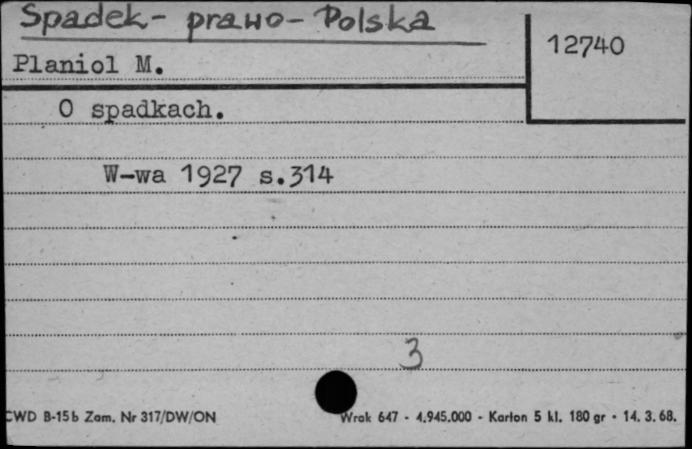 Spadek - prawo - Polska
12740
Planiol M.
O spadkach.
W-wa 1927 s.314
3
CWD B-15b Zam. Nr 317/DW/ON Wrak 647 - 4.945.000 - Karton 5 kl. 180 gr - 14. 3. 68.